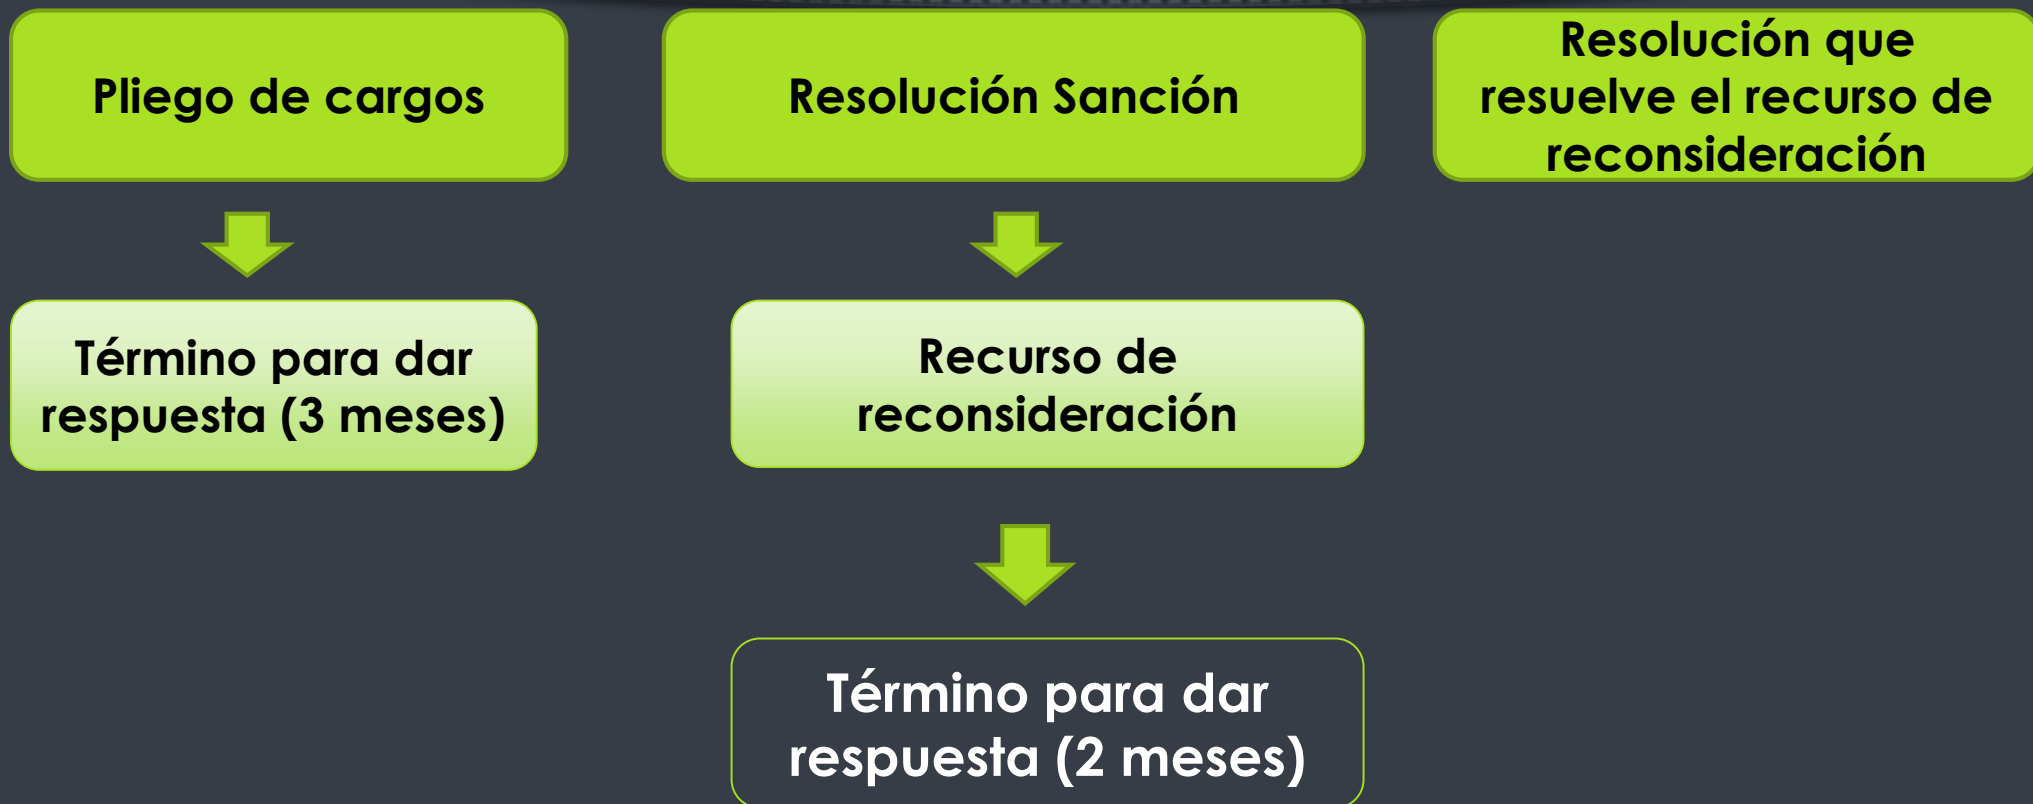 Pliego de cargos
Resolución Sanción
Resolución que
resuelve el recurso de
reconsideración
Término para dar
respuesta (3 meses)
Recurso de
reconsideración
Término para dar
respuesta (2 meses)